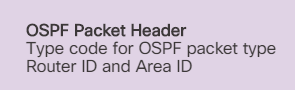 OSPF Packet Header
Type code for OSPF packet type
Router ID and Area ID